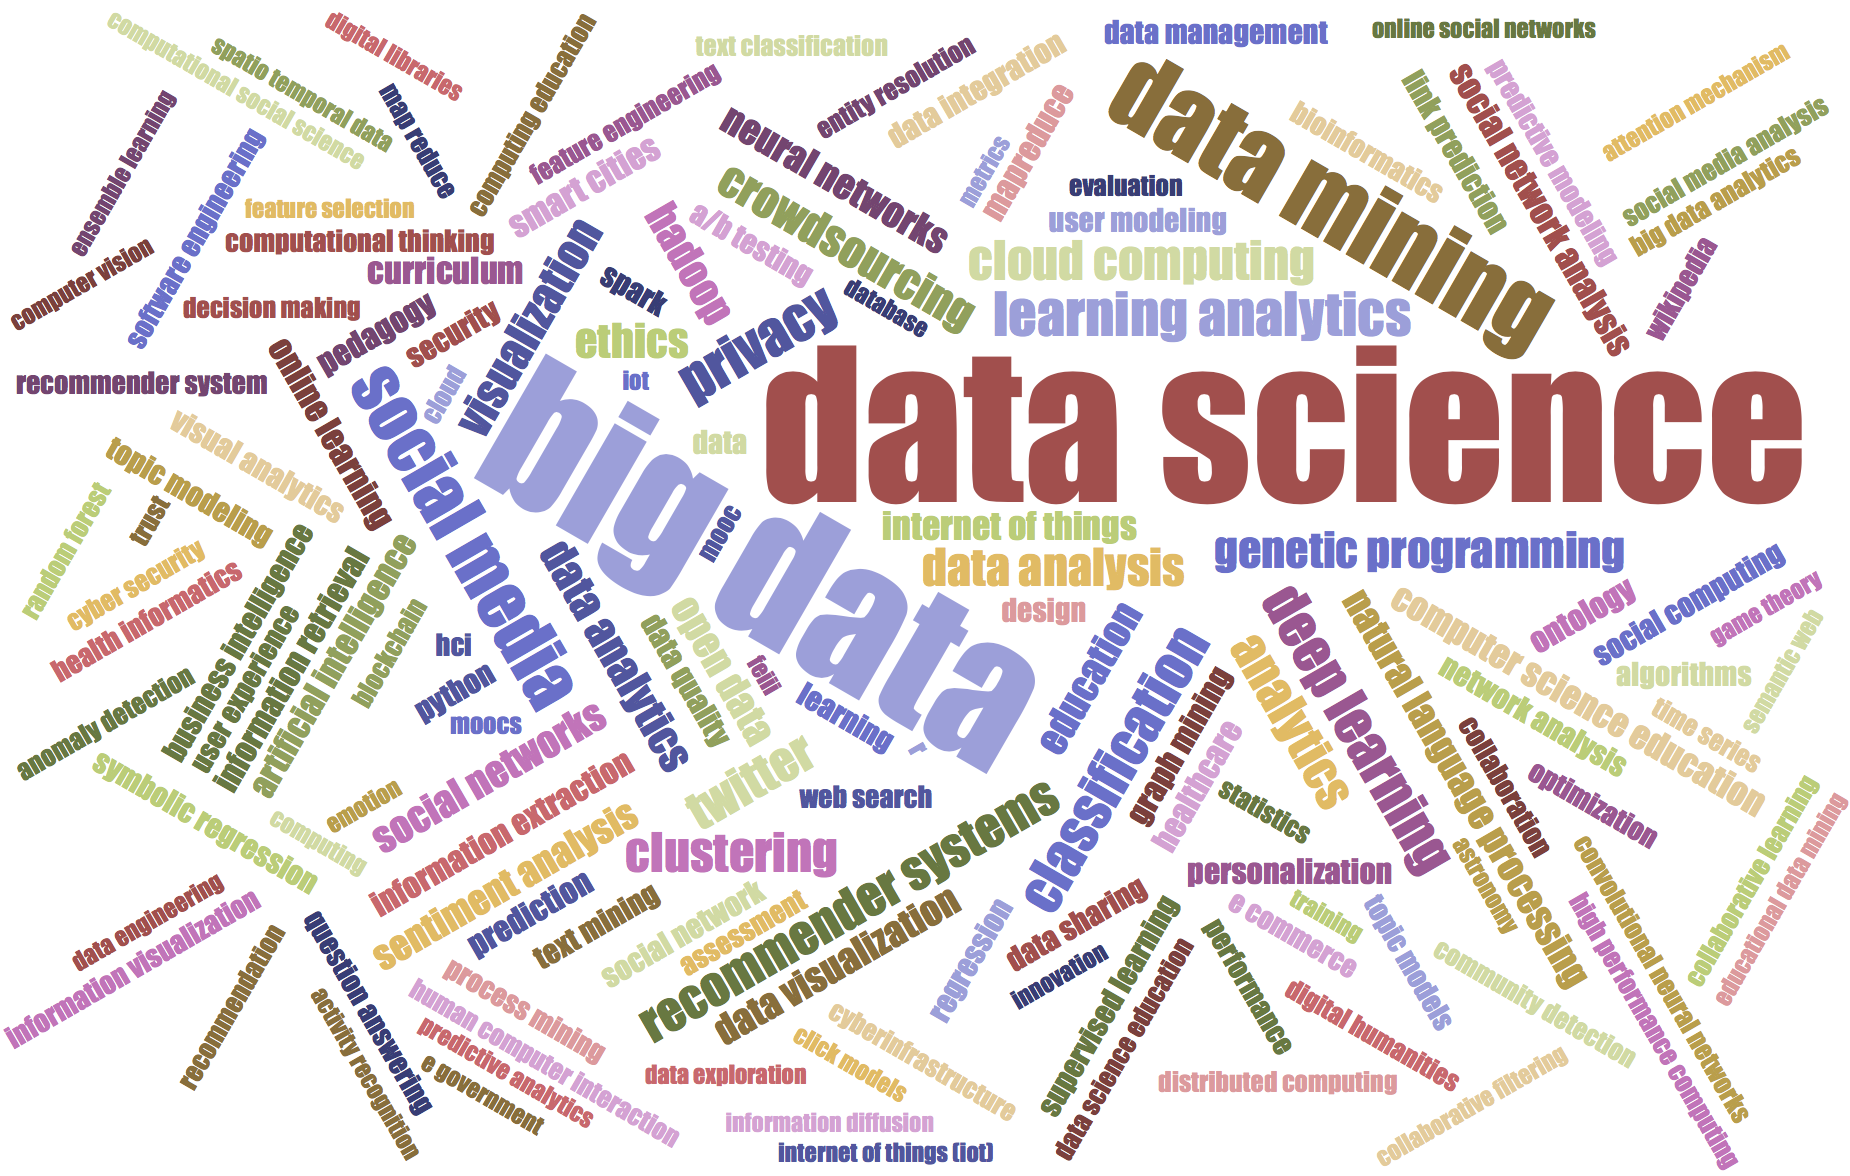 computational social science
spatio temporal data
digital libraries
map reduce
computing education
text classification
feature engineering
entity resolution
data integration
data management
online social networks
data mining
bioinformatics
link prediction
social network analysis
predictive modeling
attention mechanism
social media analysis
big data analytics
wikipedia
ensemble learning
software engineering
computer vision
feature selection
computational thinking
curriculum
smart cities
neural networks
metrics
mapreduce
evaluation
user modeling
cloud computing
learning analytics
crowdsourcing
a/b testing
hadoop
spark
database
decision making
pedagogy
security
visualization
ethics
privacy
iot
recommender system
online learning
social media
cloud
big data
data
data science
visual analytics
topic modeling
random forest
trust
cyber security
health informatics
business intelligence
user experience
information retrieval
artificial intelligence
blockchain
hci
python
moocs
data analytics
mooc
open data
data quality
feiii
learning
internet of things
data analysis
design
genetic programming
education
classification
graph mining
healthcare
analytics
deep learning
natural language processing
computer science education
ontology
social computing
game theory
algorithms
semantic web
network analysis
time series
collaboration
optimization
statistics
anomaly detection
symbolic regression
emotion
computing
social networks
information extraction
sentiment analysis
twitter
web search
clustering
recommender systems
data visualization
prediction
text mining
social network
assessment
personalization
astronomy
convolutional neural networks
collaborative learning
educational data mining
high performance computing
data engineering
information visualization
recommendation
question answering
activity recognition
process mining
human computer interaction
predictive analytics
e government
data exploration
click models
cyberinfrastructure
information diffusion
internet of things (iot)
regression
data sharing
innovation
supervised learning
data science education
performance
e commerce
training
topic models
community detection
digital humanities
distributed computing
collaborative filtering